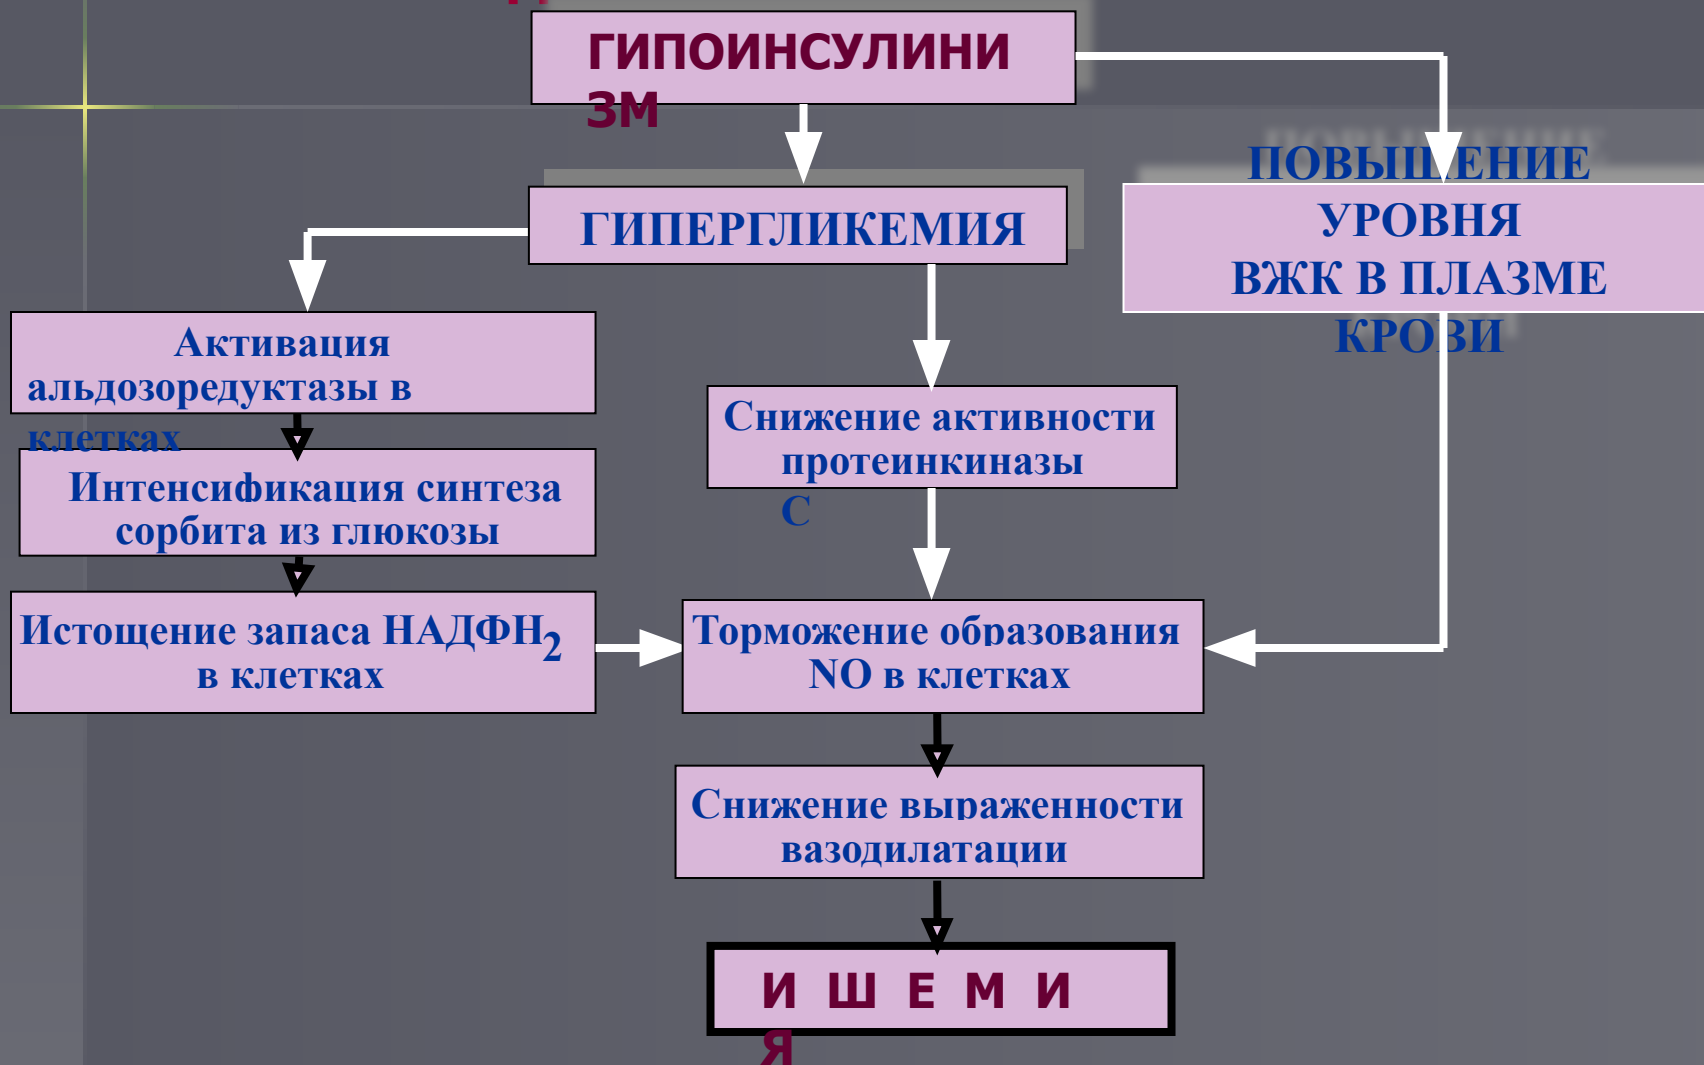 ГИПОИНСУЛИНИ
ЗМ
ГИПЕРГЛИКЕМИЯ
ПОВЫШЕНИЕ
УРОВНЯ
ВЖК В ПЛАЗМЕ
КРОВИ
Активация
альдозоредуктазы в
клетках
Интенсификация синтеза
сорбита из глюкозы
Истощение запаса НАДФН2
в клетках
Снижение активности
протеинкиназы
С
Торможение образования
NO в клетках
Снижение выраженности
вазодилатации
И Ш Е М И
Я